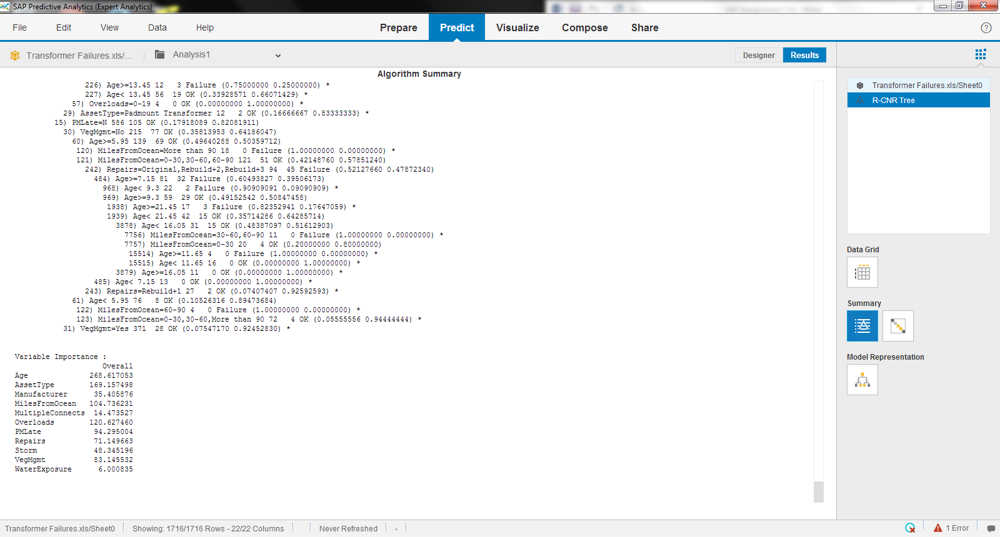 SAP Predictive Analytics (Expert Analytics)
File Edit View Data Help Prepare Predict Visualize Compose Share ?
Transformer Failures.xls/... Analysis1 Designer Results
Algorithm Summary
226) Age>=13.45 12   3 Failure (0.75000000 0.25000000) *
227) Age< 13.45 56  19 OK (0.33928571 0.66071429) *
57) Overloads=0-19 4   0 OK (0.00000000 1.00000000) *
29) AssetType=Padmount Transformer 12   2 OK (0.16666667 0.83333333) *
15) PMLate=N 586 105 OK (0.17918089 0.82081911)
30) VegMgmt=No 215  77 OK (0.35813953 0.64186047)
60) Age>=5.95 139  69 OK (0.49640288 0.50359712)
120) MilesFromOcean=More than 90 18   0 Failure (1.00000000 0.00000000) *
121) MilesFromOcean=0-30,30-60,60-90 121  51 OK (0.42148760 0.57851240)
242) Repairs=Original,Rebuild+2,Rebuild+3 94  45 Failure (0.52127660 0.47872340)
484) Age>=7.15 81  32 Failure (0.60493827 0.39506173)
968) Age< 9.3 22   2 Failure (0.90909091 0.09090909) *
969) Age>=9.3 59  29 OK (0.49152542 0.50847458)
1938) Age>=21.45 17   3 Failure (0.82352941 0.17647059) *
1939) Age< 21.45 42  15 OK (0.35714286 0.64285714)
3878) Age< 16.05 31  15 OK (0.48387097 0.51612903)
7756) MilesFromOcean=30-60,60-90 11   0 Failure (1.00000000 0.00000000) *
7757) MilesFromOcean=0-30 20   4 OK (0.20000000 0.80000000)
15514) Age>=11.65 4   0 Failure (1.00000000 0.00000000) *
15515) Age< 11.65 16   0 OK (0.00000000 1.00000000) *
3879) Age>=16.05 11   0 OK (0.00000000 1.00000000) *
485) Age< 7.15 13   0 OK (0.00000000 1.00000000) *
243) Repairs=Rebuild+1 27   2 OK (0.07407407 0.92592593) *
61) Age< 5.95 76   8 OK (0.10526316 0.89473684)
122) MilesFromOcean=60-90 4   0 Failure (1.00000000 0.00000000) *
123) MilesFromOcean=0-30,30-60,More than 90 72   4 OK (0.05555556 0.94444444) *
31) VegMgmt=Yes 371  28 OK (0.07547170 0.92452830) *
Variable Importance :
Overall
Age 268.617053
AssetType 169.157498
Manufacturer 35.405876
MilesFromOcean 104.736231
MultipleConnects 14.473527
Overloads 120.627460
PMLate 94.295004
Repairs 71.149663
Storm 48.345196
VegMgmt 83.145532
WaterExposure 6.000835
Transformer Failures.xls/Sheet0
R-CNR Tree
Data Grid
Summary
Model Representation
Transformer Failures.xls/Sheet0 Showing: 1716/1716 Rows - 22/22 Columns Never Refreshed - 1 Error